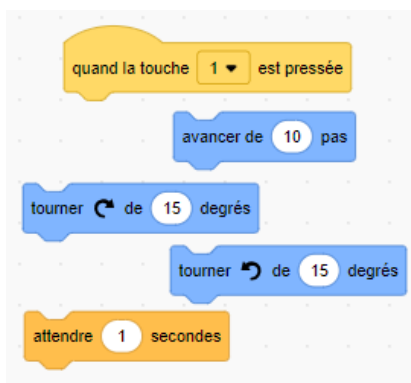 quand la touche 1 est pressée
avancer de 10 pas
tourner de 15 degrés
tourner de 15 degrés
attendre 1 secondes